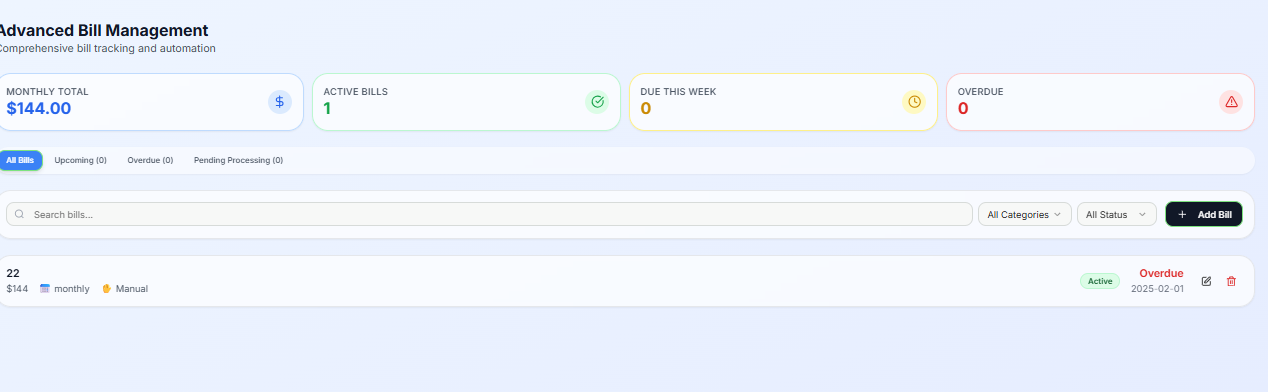 Advanced Bill Management
Comprehensive bill tracking and automation
MONTHLY TOTAL
$144.00
ACTIVE BILLS
1
DUE THIS WEEK
0
OVERDUE
0
All Bills Upcoming (0) Overdue (0) Pending Processing (0)
Search bills... All Categories All Status + Add Bill
22
$144 monthly Manual
Active
Overdue
2025-02-01